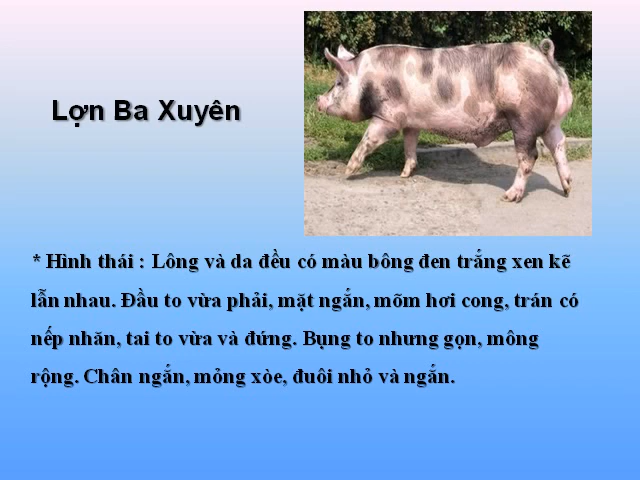 Lợn Ba Xuyên
* Hình thái : Lông và da đều có màu bông đen trắng xen kẽ
lẫn nhau. Đầu to vừa phải, mặt ngắn, mõm hơi cong, trán có
nếp nhăn, tai to vừa và đứng. Bụng to nhưng gọn, mông
rộng. Chân ngắn, mỏng xòe, đuôi nhỏ và ngắn.